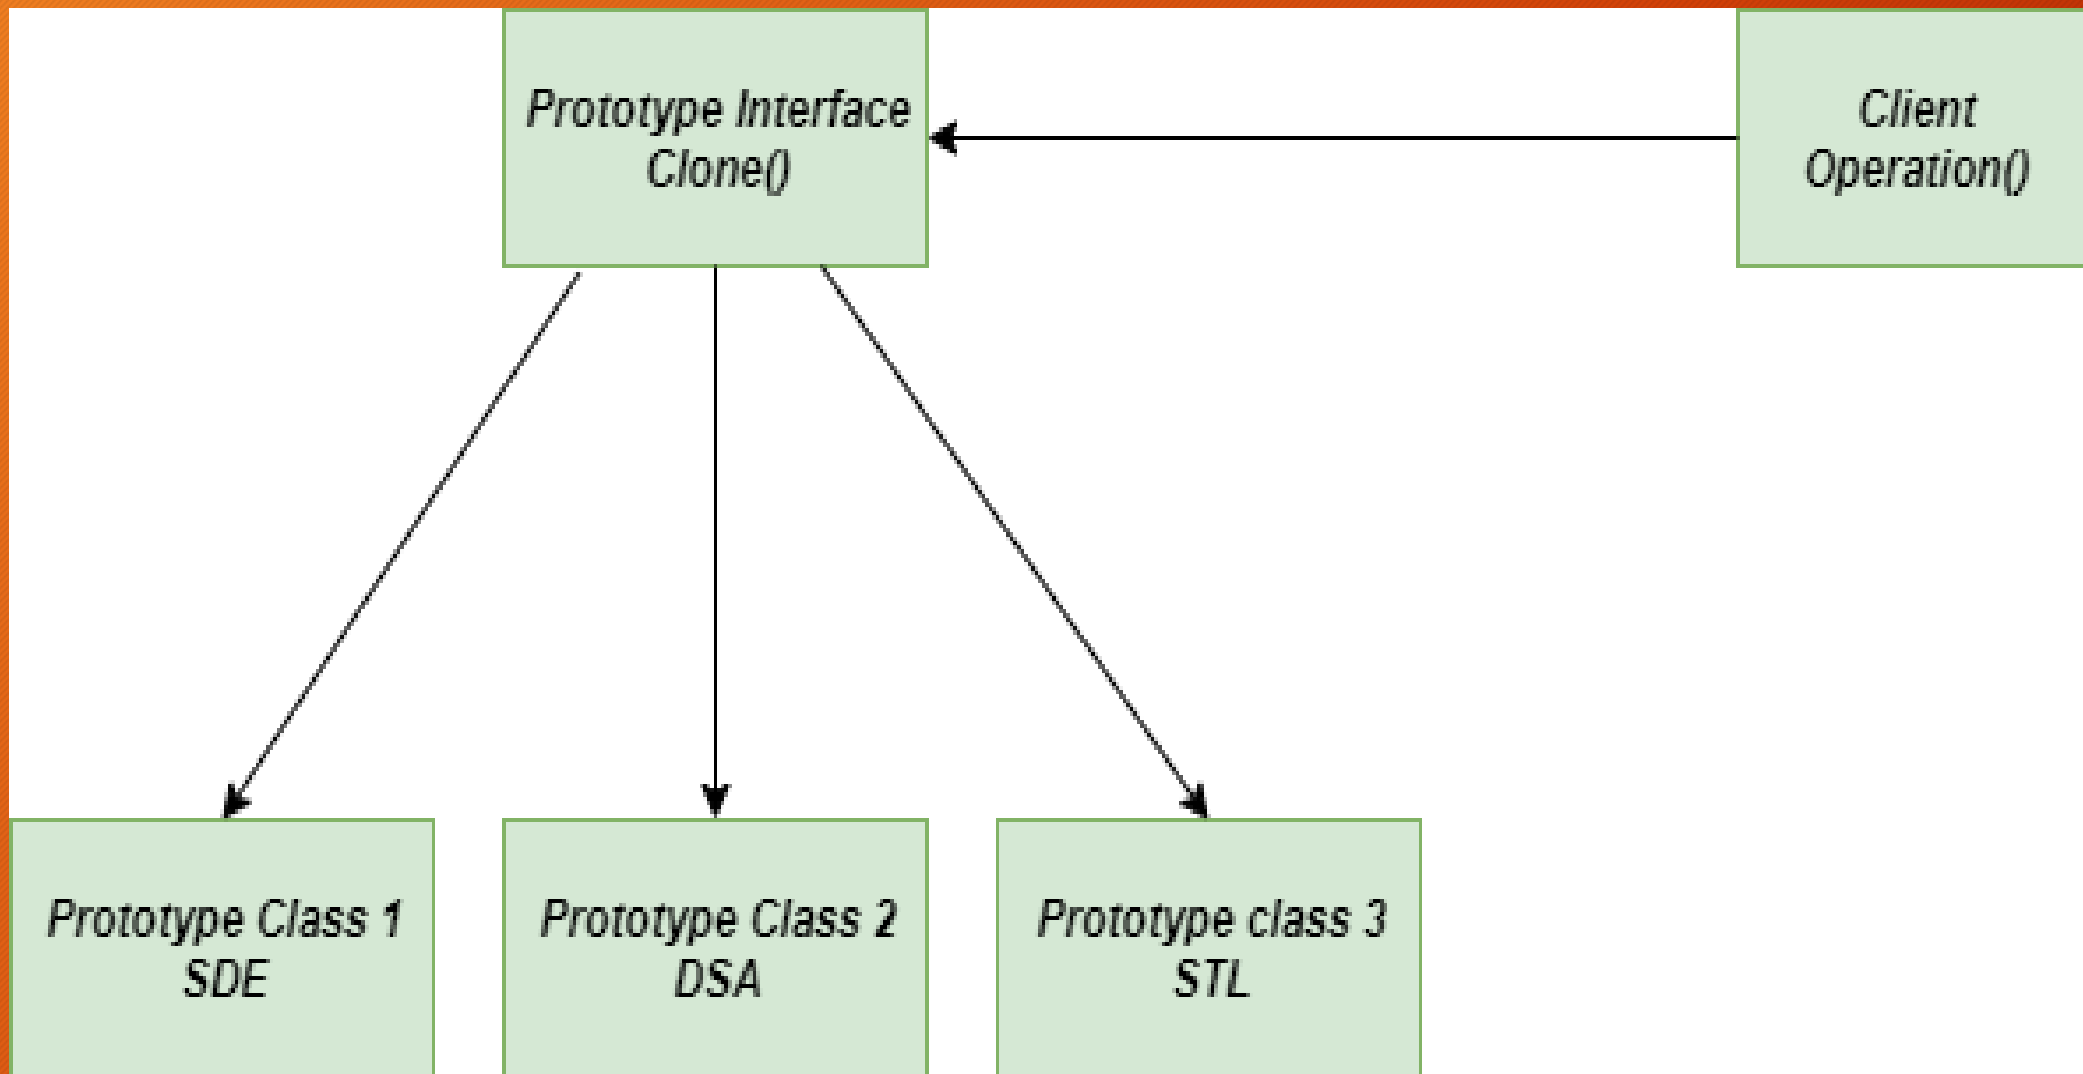 Prototype Interface
Clone()
Client
Operation()
Prototype Class 1
SDE
Prototype Class 2
DSA
Prototype class 3
STL